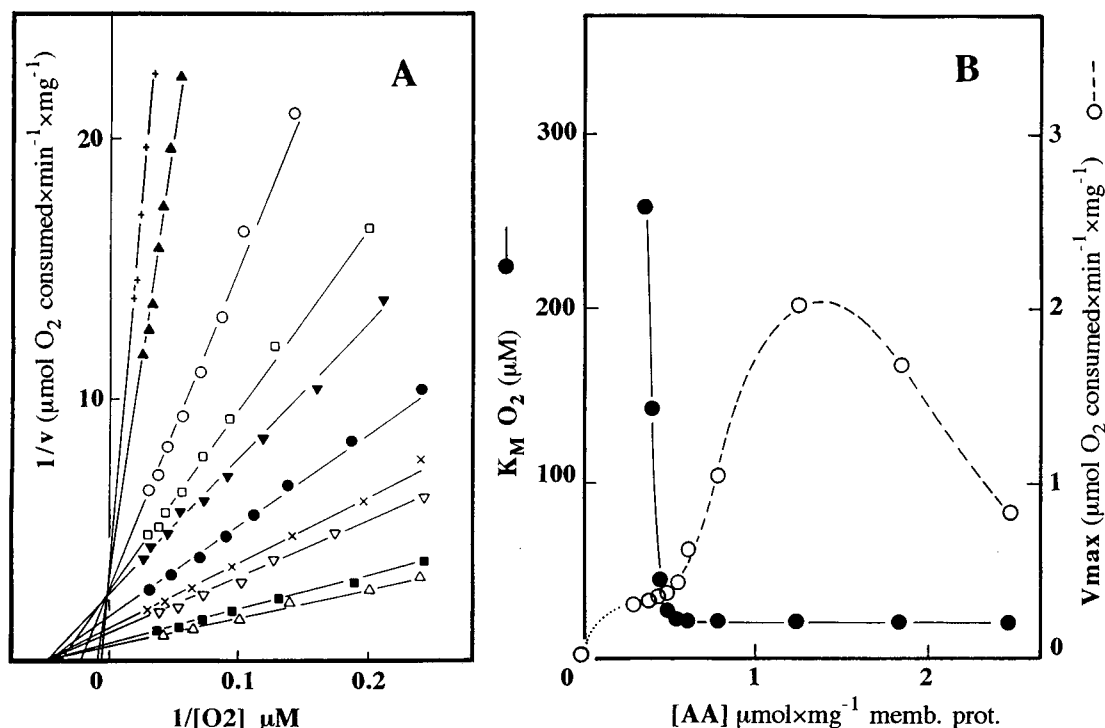 A
1/v (µmol O2 consumed×min-1×mg-1)
20
10
0
0.1
0.2
1/[O2] µM
B
KM O2 (µM)
300
200
100
0
3
2
1
0
Vmax (µmol O2 consumed×min-1×mg-1)
1
2
[AA] µmol×mg-1 memb. prot.